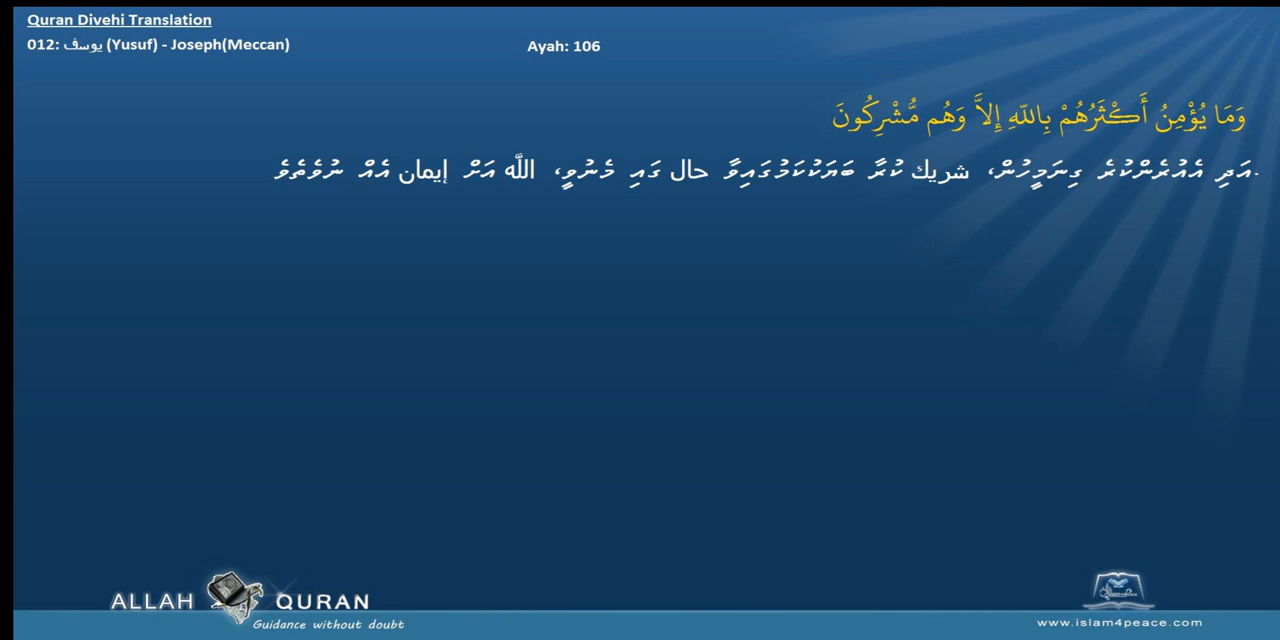 Quran Divehi Translation
012: يوسف (Yusuf) - Joseph(Meccan)
Ayah: 106
وَمَا يُؤْمِنُ أَكْثَرُهُمْ بِاللّهِ إِلاَّ وَهُم مُّشْرِكُونَ
.އަދި އެއުރެންކުރެ ގިނަމީހުން، شريك ކުރާ ބަޔަކުކަމުގައިވާ حال ގައި މެނުވީ، اللَّه އަށް إيمان އެއް ނުވެތެވެ
ALLAH QURAN
Guidance without doubt
www.islam4peace.com